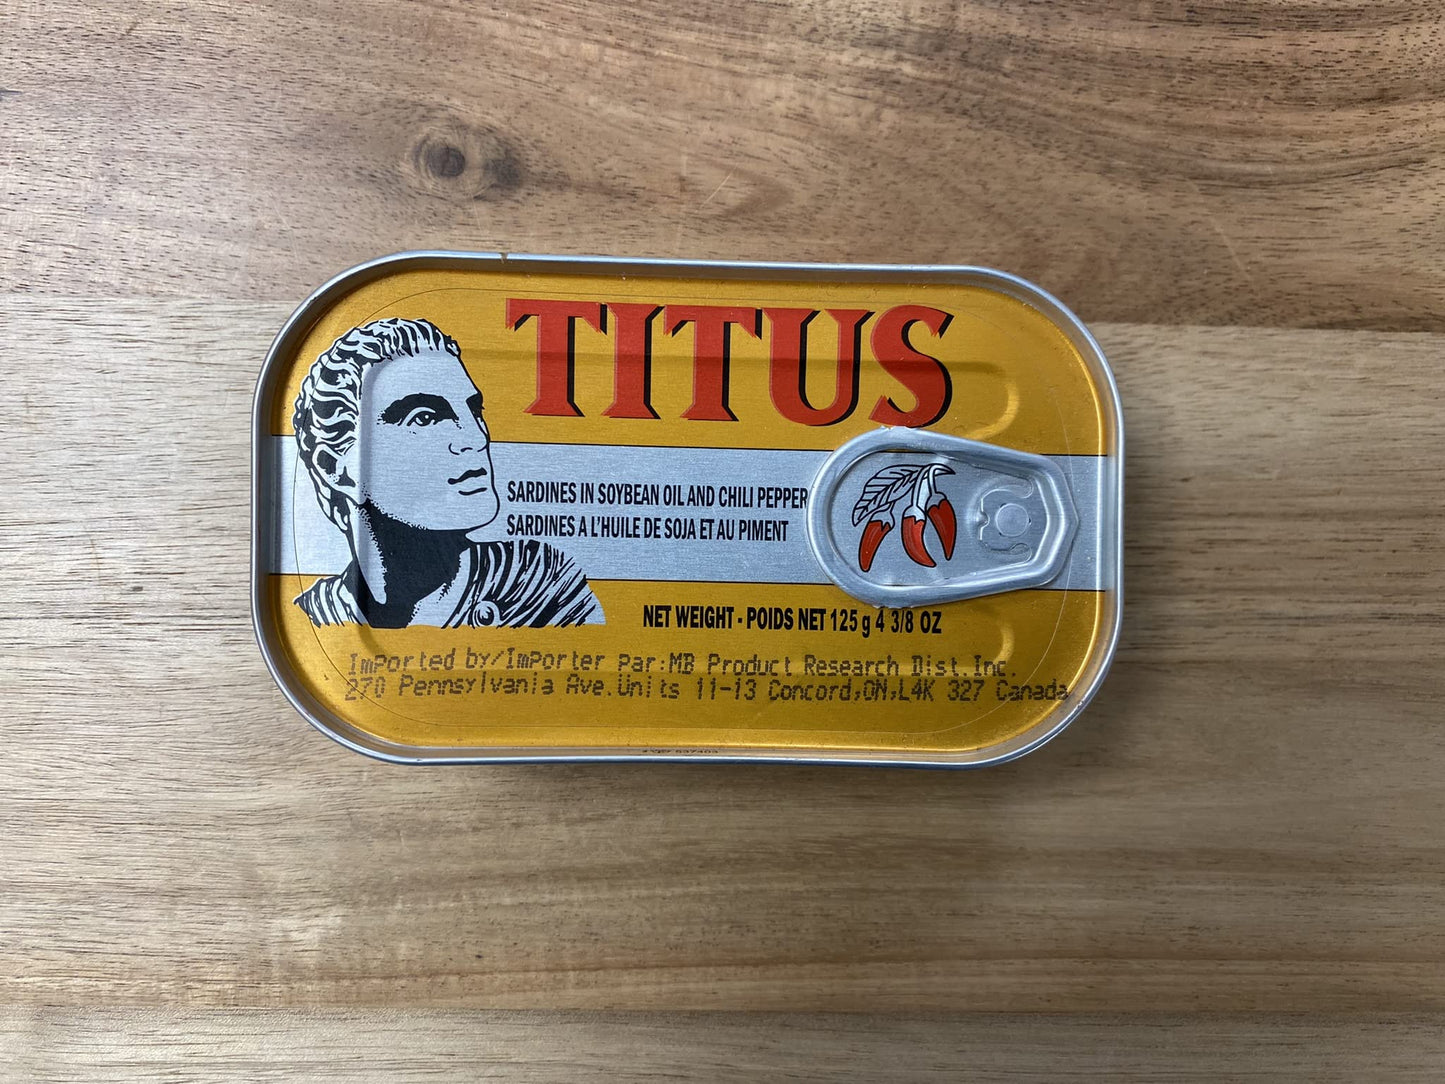 TITUS
SARDINES IN SOYBEAN OIL AND CHILI PEPPER
SARDINES A L'HUILE DE SOJA ET AU PIMENT
NET WEIGHT - POIDS NET 125 g 4 3/8 OZ
Imported by/Importer par:MB Product Research Dist.Inc.
270 Pennsylvania Ave.Units 11-13 Concord,ON,L4K 3Z7 Canada